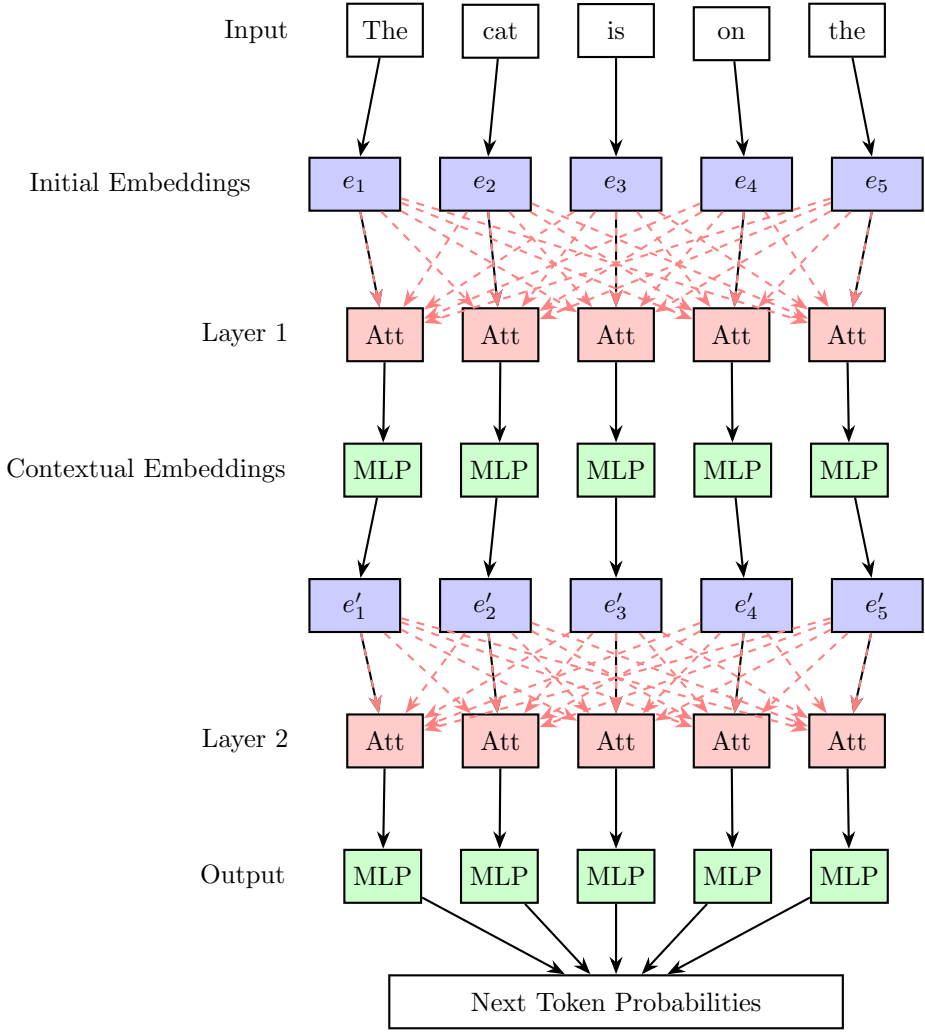 Input The cat is on the
Initial Embeddings e₁ e₂ e₃ e₄ e₅
Layer 1 Att Att Att Att Att
Contextual Embeddings MLP MLP MLP MLP MLP
e′₁ e′₂ e′₃ e′₄ e′₅
Layer 2 Att Att Att Att Att
Output MLP MLP MLP MLP MLP
Next Token Probabilities